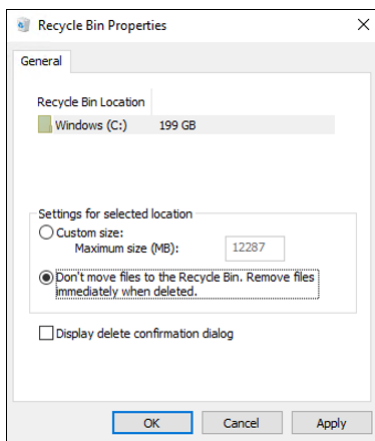 Recycle Bin Properties
General
Recycle Bin Location
Windows (C:) 199 GB
Settings for selected location
Custom size:
Maximum size (MB): 12287
Don't move files to the Recycle Bin. Remove files
immediately when deleted.
Display delete confirmation dialog
OK Cancel Apply